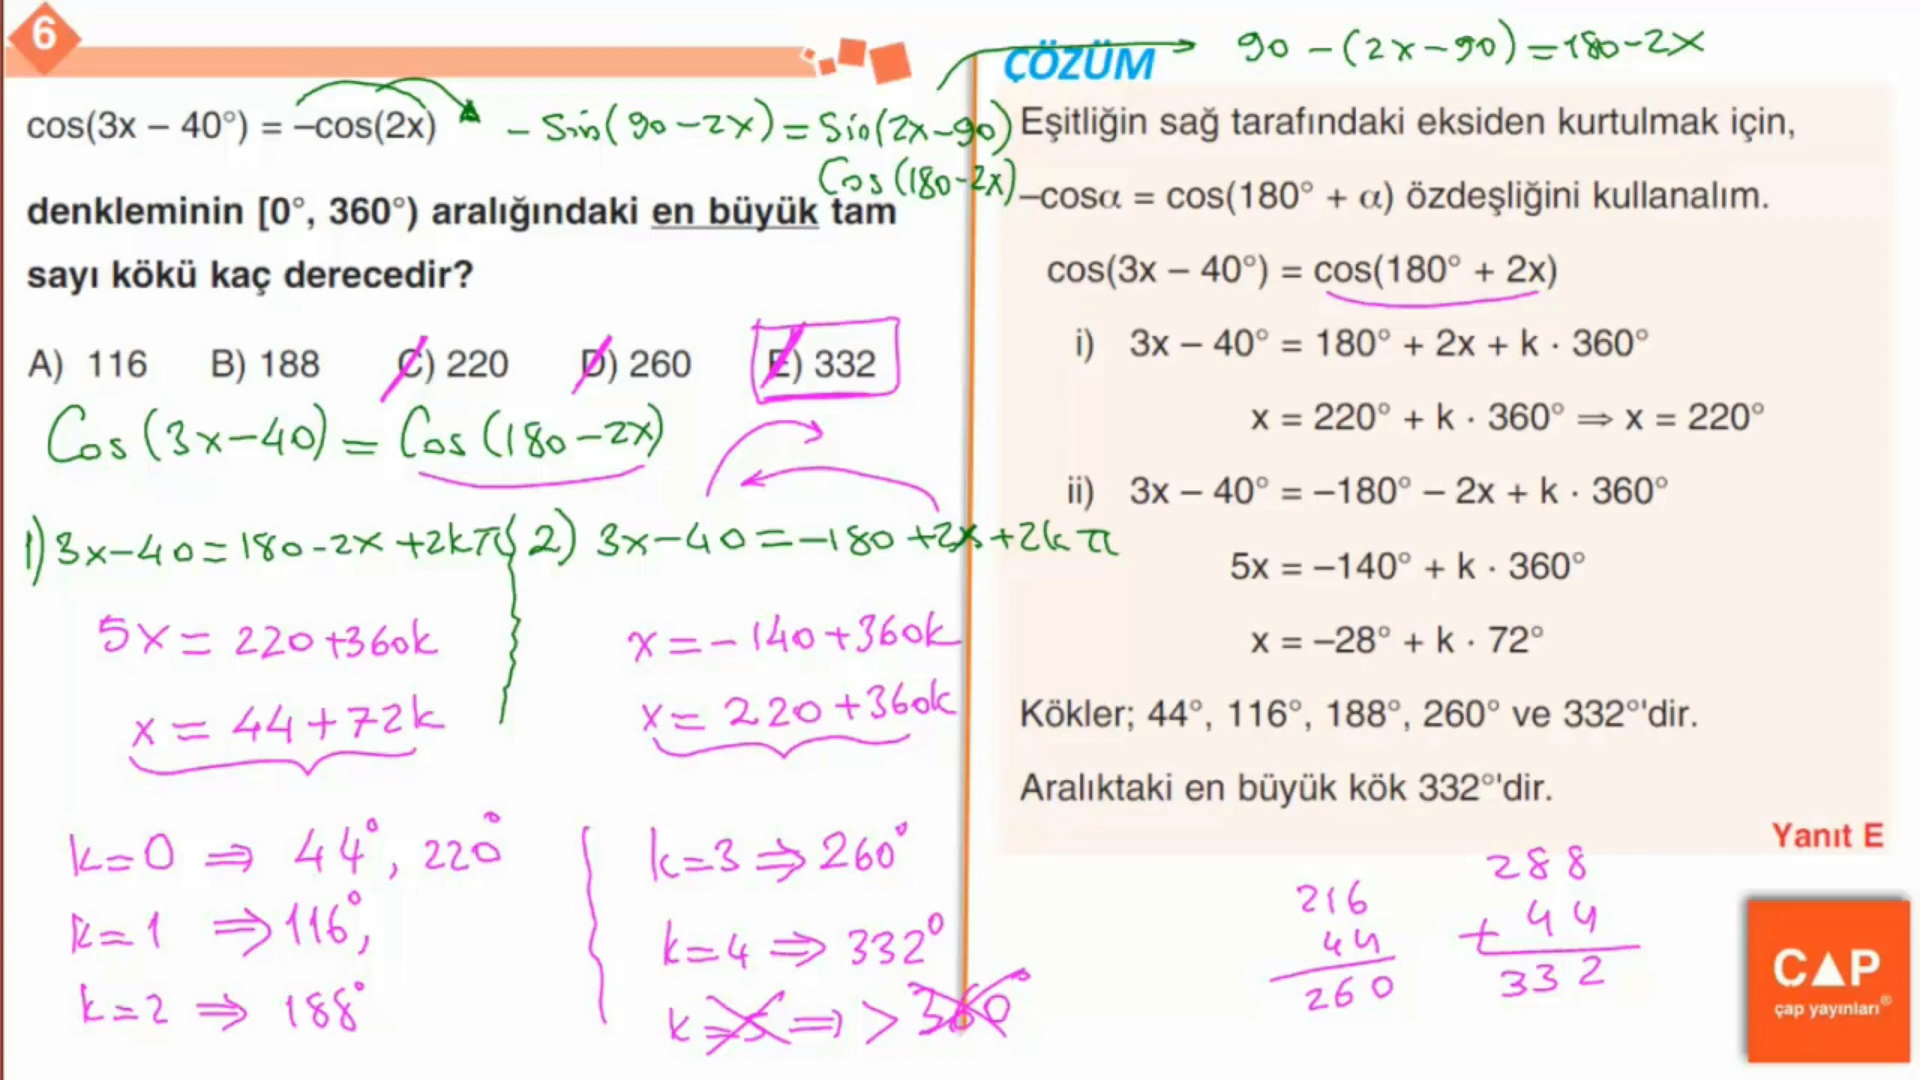 6
cos(3x – 40°) = –cos(2x)
- Sin(90-2x) = Sin(2x-90)
Cos(180-2x)
denkleminin [0°, 360°) aralığındaki en büyük tam
sayı kökü kaç derecedir?
A) 116 B) 188 C) 220 D) 260 E) 332
Cos(3x-40) = Cos(180-2x)
1) 3x-40=180-2x+2kπ
5x = 220+360k
x = 44+72k
2) 3x-40=-180+2x+2kπ
x=-140+360k
x= 220+360k
k=0 ⇒ 44°, 220°
k=1 ⇒ 116°,
k=2 ⇒ 188°
k=3 ⇒ 260°
k=4 ⇒ 332°
k=5 ⇒ > 360°
90 - (2x-90) = 180-2x
ÇÖZÜM
Eşitliğin sağ tarafındaki eksiden kurtulmak için,
–cosα = cos(180° + α) özdeşliğini kullanalım.
cos(3x – 40°) = cos(180° + 2x)
i) 3x – 40° = 180° + 2x + k · 360°
x = 220° + k · 360° ⇒ x = 220°
ii) 3x – 40° = –180° – 2x + k · 360°
5x = –140° + k · 360°
x = –28° + k · 72°
Kökler; 44°, 116°, 188°, 260° ve 332°'dir.
Aralıktaki en büyük kök 332°'dir.
Yanıt E
216
44
260
288
+ 44
332
ÇAP
çap yayınları®